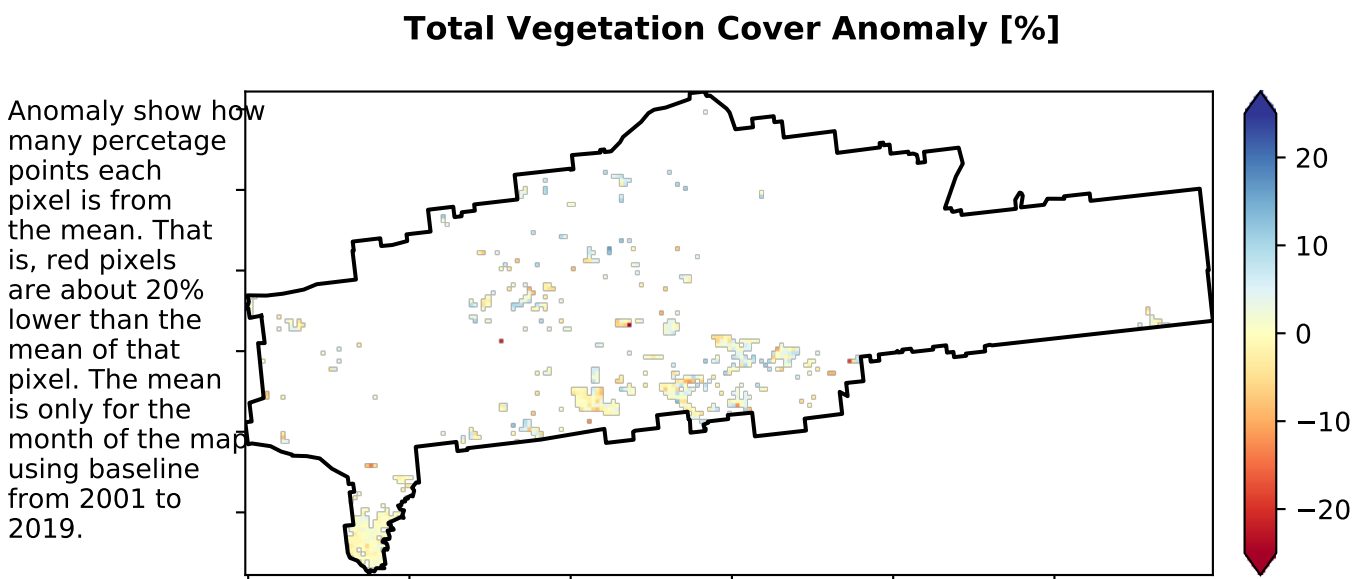 Total Vegetation Cover Anomaly [%]
Anomaly show how
many percetage
points each
pixel is from
the mean. That
is, red pixels
are about 20%
lower than the
mean of that
pixel. The mean
is only for the
month of the map
using baseline
from 2001 to
2019.
20
10
0
−10
−20